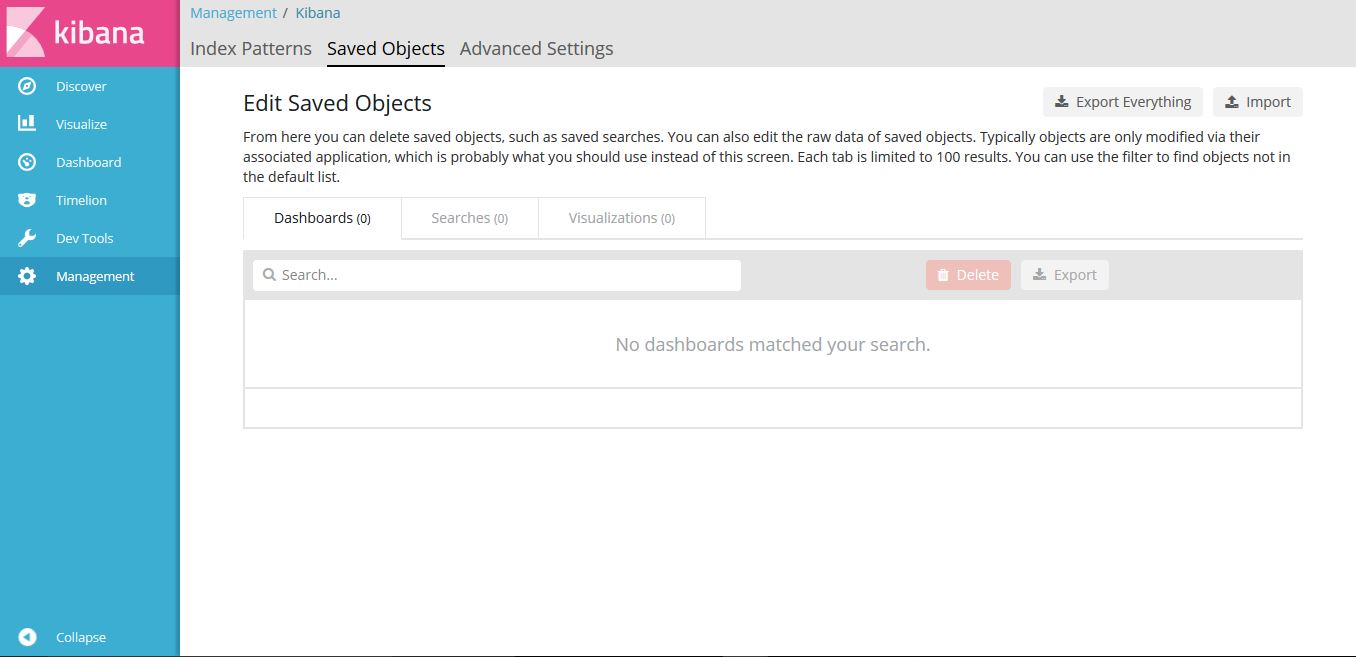 kibana
Discover
Visualize
Dashboard
Timelion
Dev Tools
Management
Collapse
Management / Kibana
Index Patterns Saved Objects Advanced Settings
Edit Saved Objects
Export Everything Import
From here you can delete saved objects, such as saved searches. You can also edit the raw data of saved objects. Typically objects are only modified via their
associated application, which is probably what you should use instead of this screen. Each tab is limited to 100 results. You can use the filter to find objects not in
the default list.
Dashboards (0) Searches (0) Visualizations (0)
Search... Delete Export
No dashboards matched your search.